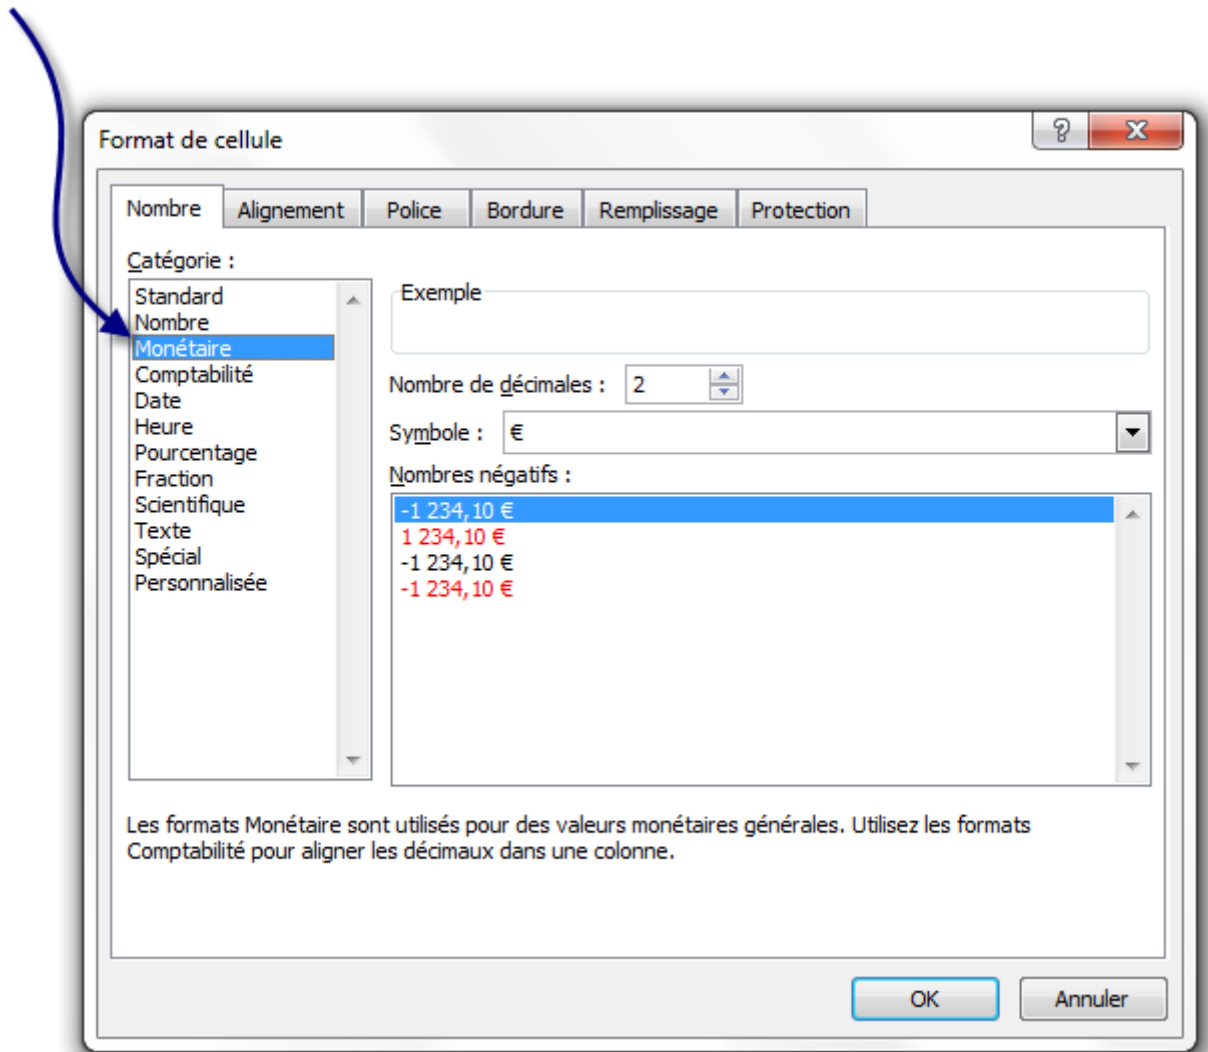 Format de cellule
Nombre Alignement Police Bordure Remplissage Protection
Catégorie :
Standard
Nombre
Monétaire
Comptabilité
Date
Heure
Pourcentage
Fraction
Scientifique
Texte
Spécial
Personnalisée
Exemple
Nombre de décimales : 2
Symbole : €
Nombres négatifs :
-1 234,10 €
1 234,10 €
-1 234,10 €
-1 234,10 €
Les formats Monétaire sont utilisés pour des valeurs monétaires générales. Utilisez les formats
Comptabilité pour aligner les décimaux dans une colonne.
OK Annuler